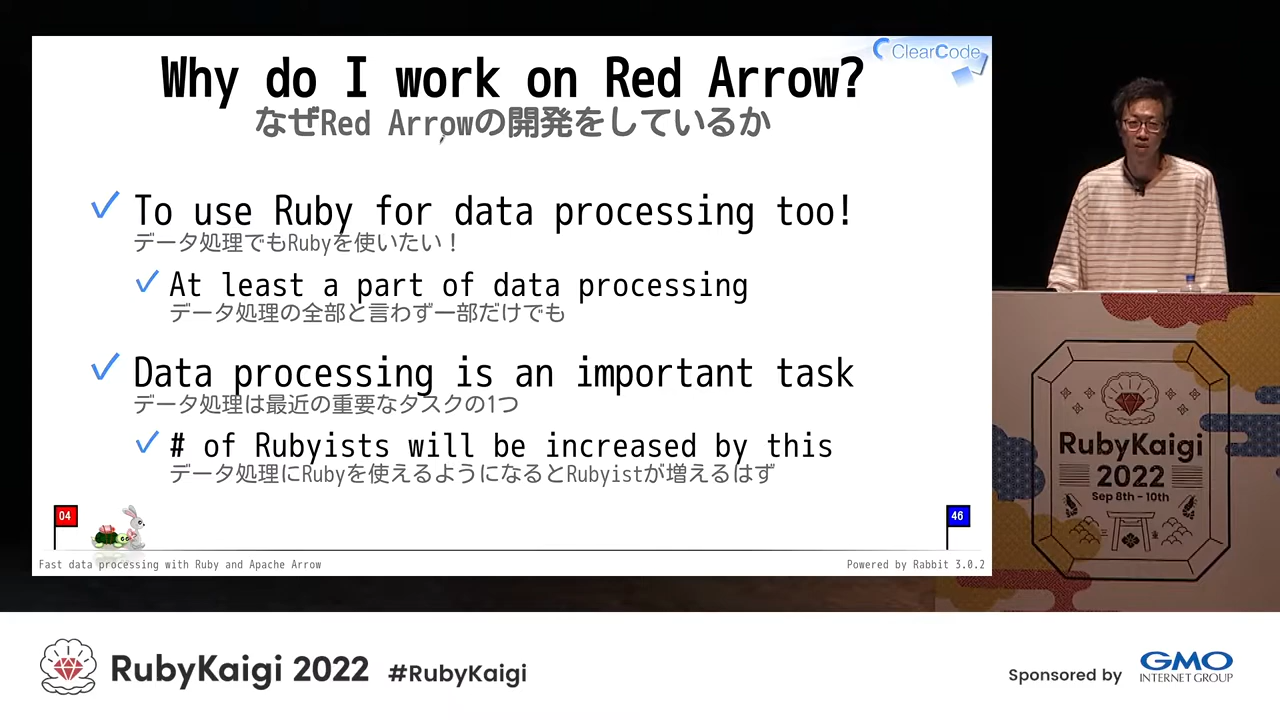 ClearCode
Why do I work on Red Arrow?
なぜRed Arrowの開発をしているか
To use Ruby for data processing too!
データ処理でもRubyを使いたい！
At least a part of data processing
データ処理の全部と言わず一部だけでも
Data processing is an important task
データ処理は最近の重要なタスクの1つ
# of Rubyists will be increased by this
データ処理にRubyを使えるようになるとRubyistが増えるはず
04
46
Fast data processing with Ruby and Apache Arrow
Powered by Rabbit 3.0.2
RubyKaigi
2022
Sep 8th - 10th
RubyKaigi 2022
#RubyKaigi
Sponsored by
GMO
INTERNET GROUP